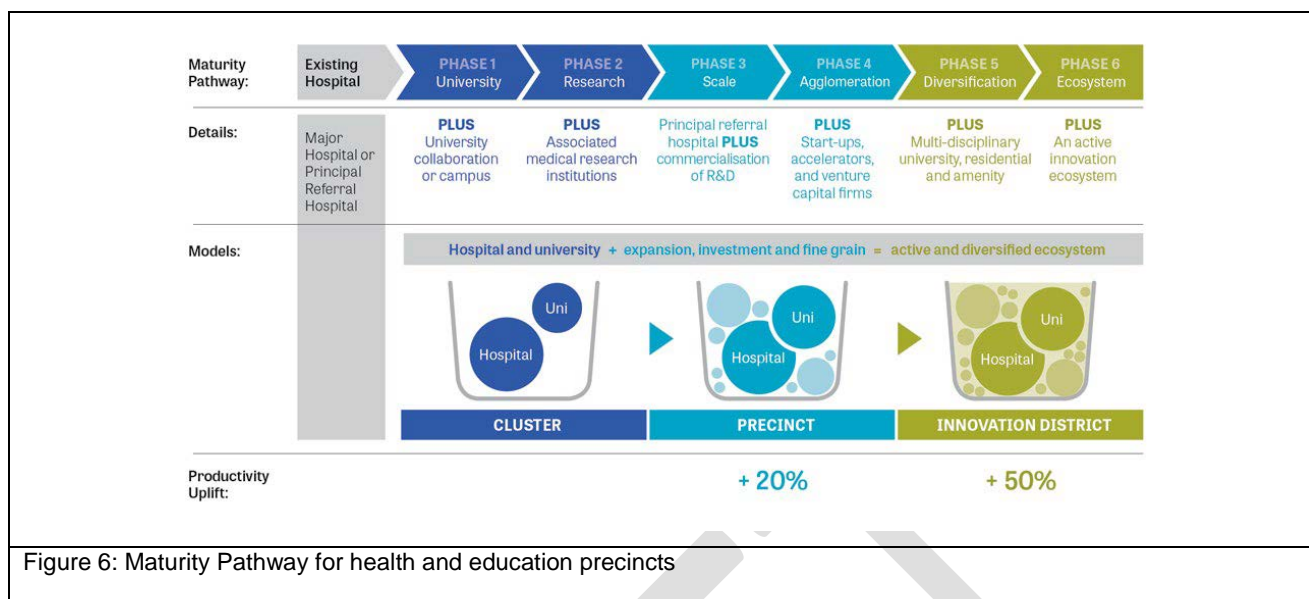 Maturity
Pathway:
Existing
Hospital
PHASE 1
University
PHASE 2
Research
PHASE 3
Scale
PHASE 4
Agglomeration
PHASE 5
Diversification
PHASE 6
Ecosystem
Details:
Major
Hospital or
Principal
Referral
Hospital
PLUS
University
collaboration
or campus
PLUS
Associated
medical research
institutions
Principal referral
hospital PLUS
commercialisation
of R&D
PLUS
Start-ups,
accelerators,
and venture
capital firms
PLUS
Multi-disciplinary
university, residential
and amenity
PLUS
An active
innovation
ecosystem
Models:
Hospital and university + expansion, investment and fine grain = active and diversified ecosystem
Uni
Hospital
Uni
Hospital
Uni
Hospital
CLUSTER
PRECINCT
INNOVATION DISTRICT
Productivity
Uplift:
+ 20%
+ 50%
Figure 6: Maturity Pathway for health and education precincts